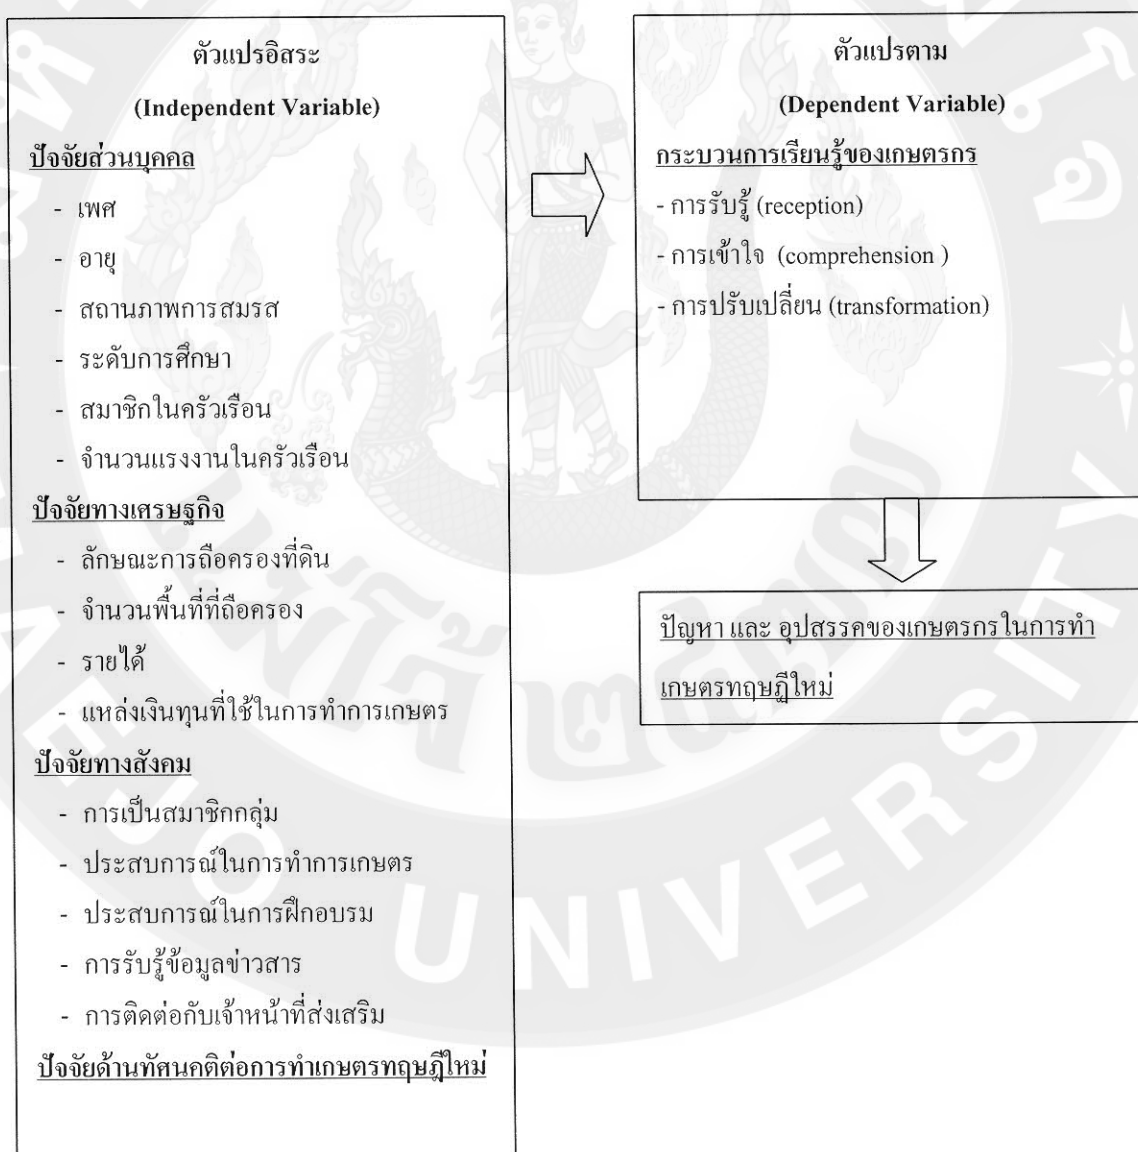 ตัวแปรอิสระ
(Independent Variable)
ปัจจัยส่วนบุคคล
- เพศ
- อายุ
- สถานภาพการสมรส
- ระดับการศึกษา
- สมาชิกในครัวเรือน
- จำนวนแรงงานในครัวเรือน
ปัจจัยทางเศรษฐกิจ
- ลักษณะการถือครองที่ดิน
- จำนวนพื้นที่ที่ถือครอง
- รายได้
- แหล่งเงินทุนที่ใช้ในการทำการเกษตร
ปัจจัยทางสังคม
- การเป็นสมาชิกกลุ่ม
- ประสบการณ์ในการทำการเกษตร
- ประสบการณ์ในการฝึกอบรม
- การรับรู้ข้อมูลข่าวสาร
- การติดต่อกับเจ้าหน้าที่ส่งเสริม
ปัจจัยด้านทัศนคติต่อการทำเกษตรทฤษฎีใหม่
ตัวแปรตาม
(Dependent Variable)
กระบวนการเรียนรู้ของเกษตรกร
- การรับรู้ (reception)
- การเข้าใจ (comprehension )
- การปรับเปลี่ยน (transformation)
ปัญหา และ อุปสรรคของเกษตรกรในการทำ
เกษตรทฤษฎีใหม่
UNIVERSITY